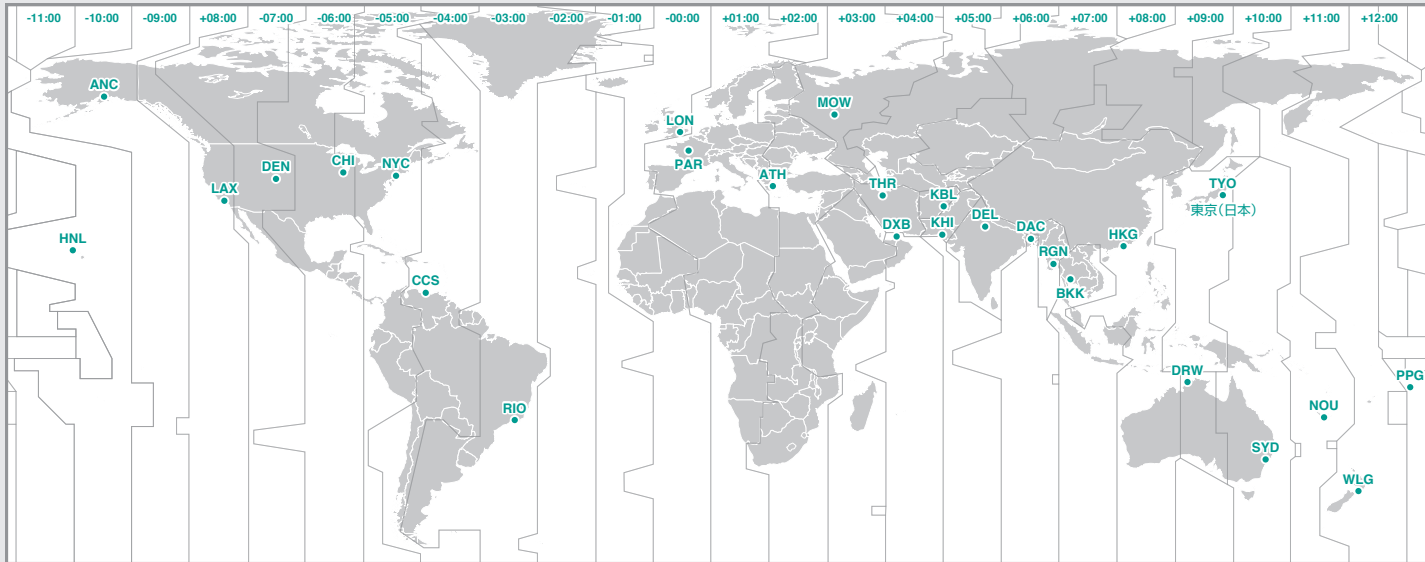 -11:00 -10:00 -09:00 +08:00 -07:00 -06:00 -05:00 -04:00 -03:00 -02:00 -01:00 -00:00 +01:00 +02:00 +03:00 +04:00 +05:00 +06:00 +07:00 +08:00 +09:00 +10:00 +11:00 +12:00
ANC
MOW
LON
PAR
CHI
NYC
DEN
LAX
ATH
THR
KBL
TYO
東京(日本)
DEL
DXB
KHI
DAC
HKG
HNL
RGN
CCS
BKK
DRW
PPG
RIO
NOU
SYD
WLG